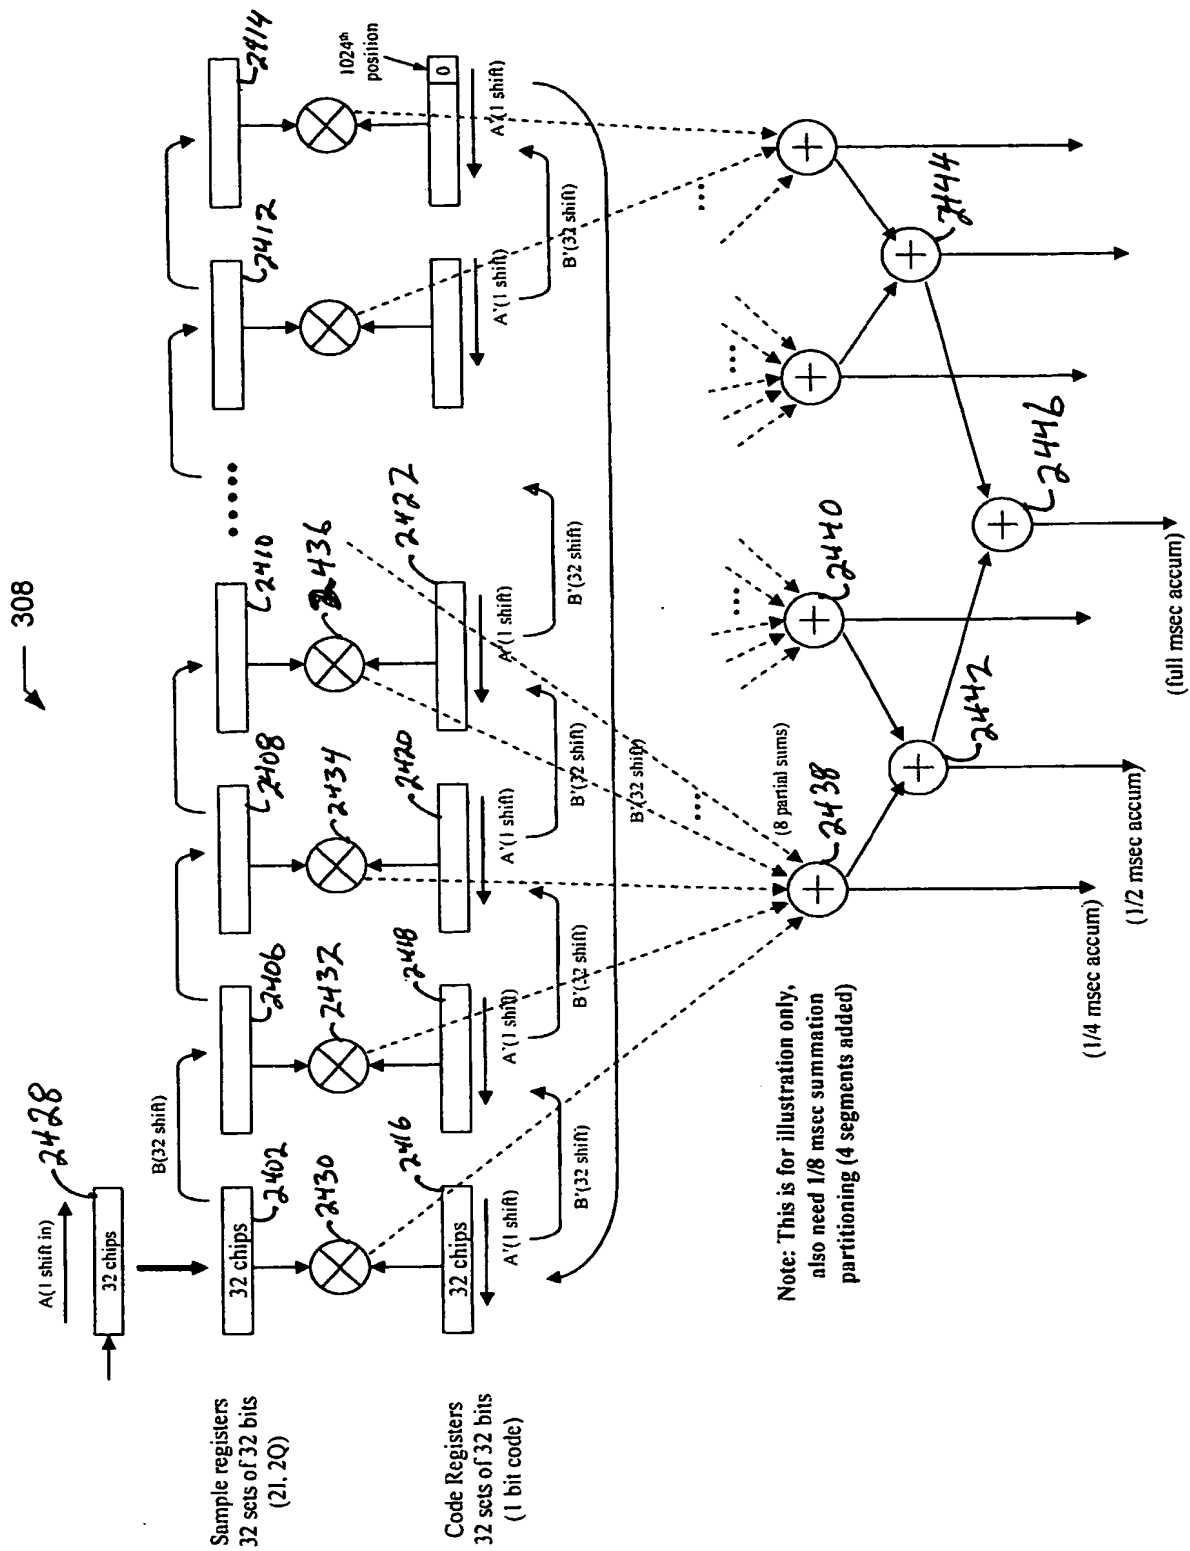 308
A(1 shift in)
2428
32 chips
B(32 shift)
Sample registers
32 sets of 32 bits
(2I, 2Q)
32 chips
2402
2406
2408
2410
.....
2412
2414
2430
2432
2434
2436
1024th
position
Code Registers
32 sets of 32 bits
(1 bit code)
32 chips
2416
2418
2420
2422
0
A'(1 shift)
A'(1 shift)
A'(1 shift)
A'(1 shift)
A'(1 shift)
A'(1 shift)
B'(32 shift)
B'(32 shift)
B'(32 shift)
B'(32 shift)
B'(32 shift)
B'(32 shift)
...
...
...
...
(8 partial sums)
2438
2440
2442
2444
2446
Note: This is for illustration only,
also need 1/8 msec summation
partitioning (4 segments added)
(1/4 msec accum)
(1/2 msec accum)
(full msec accum)